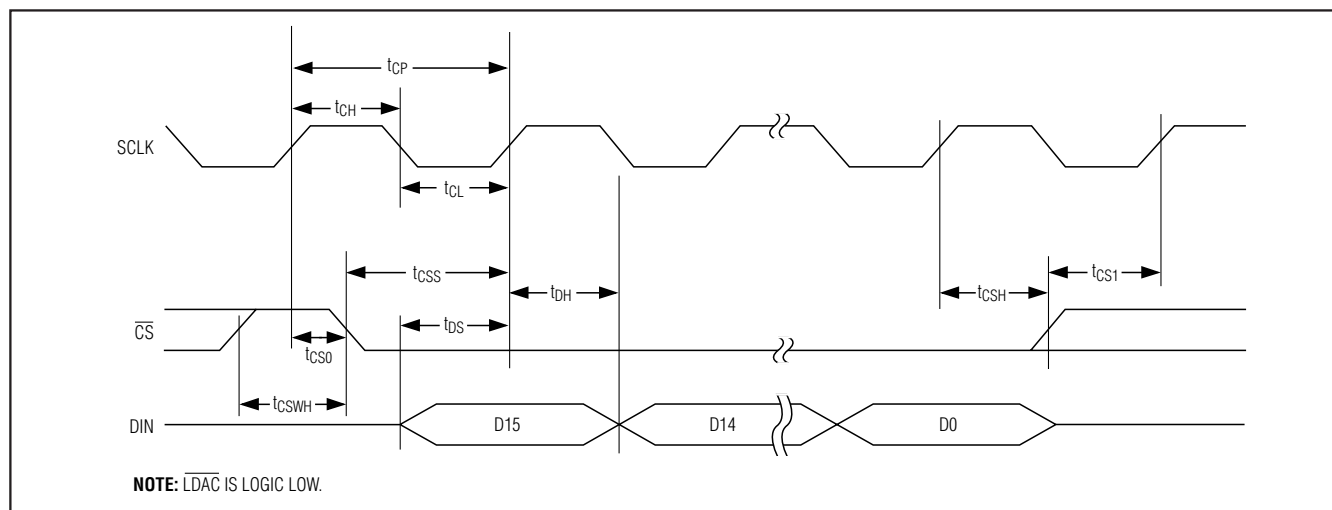 tCP
tCH
SCLK
tCL
tCSS
tDH
tCSH
tCS1
CS
tDS
tCS0
tCSWH
DIN
D15
D14
D0
NOTE: LDAC IS LOGIC LOW.